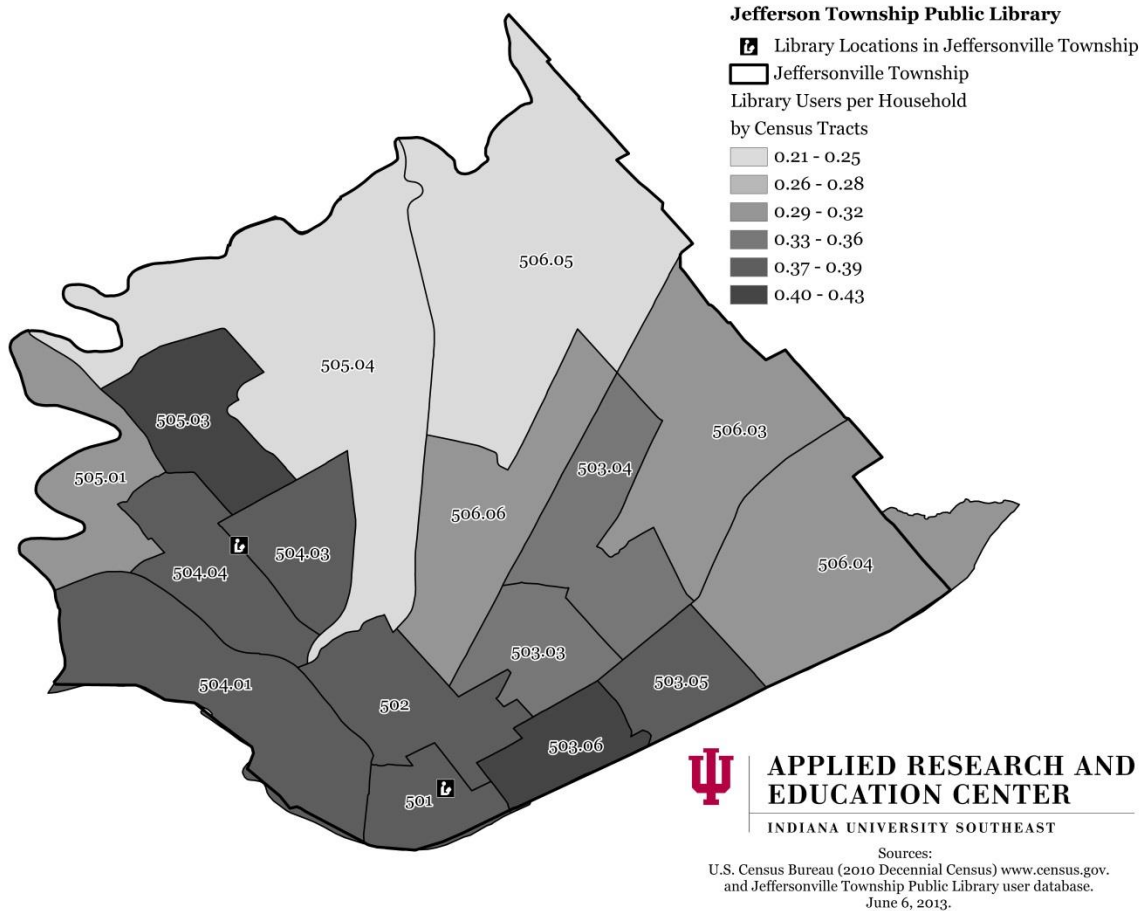 Jefferson Township Public Library
Library Locations in Jeffersonville Township
Jeffersonville Township
Library Users per Household
by Census Tracts
0.21 - 0.25
0.26 - 0.28
0.29 - 0.32
0.33 - 0.36
0.37 - 0.39
0.40 - 0.43
506.05
505.04
505.03
506.03
505.01
503.04
506.06
504.03
506.04
504.04
503.03
503.05
504.01
502
503.06
501
APPLIED RESEARCH AND
EDUCATION CENTER
INDIANA UNIVERSITY SOUTHEAST
Sources:
U.S. Census Bureau (2010 Decennial Census) www.census.gov.
and Jeffersonville Township Public Library user database.
June 6, 2013.